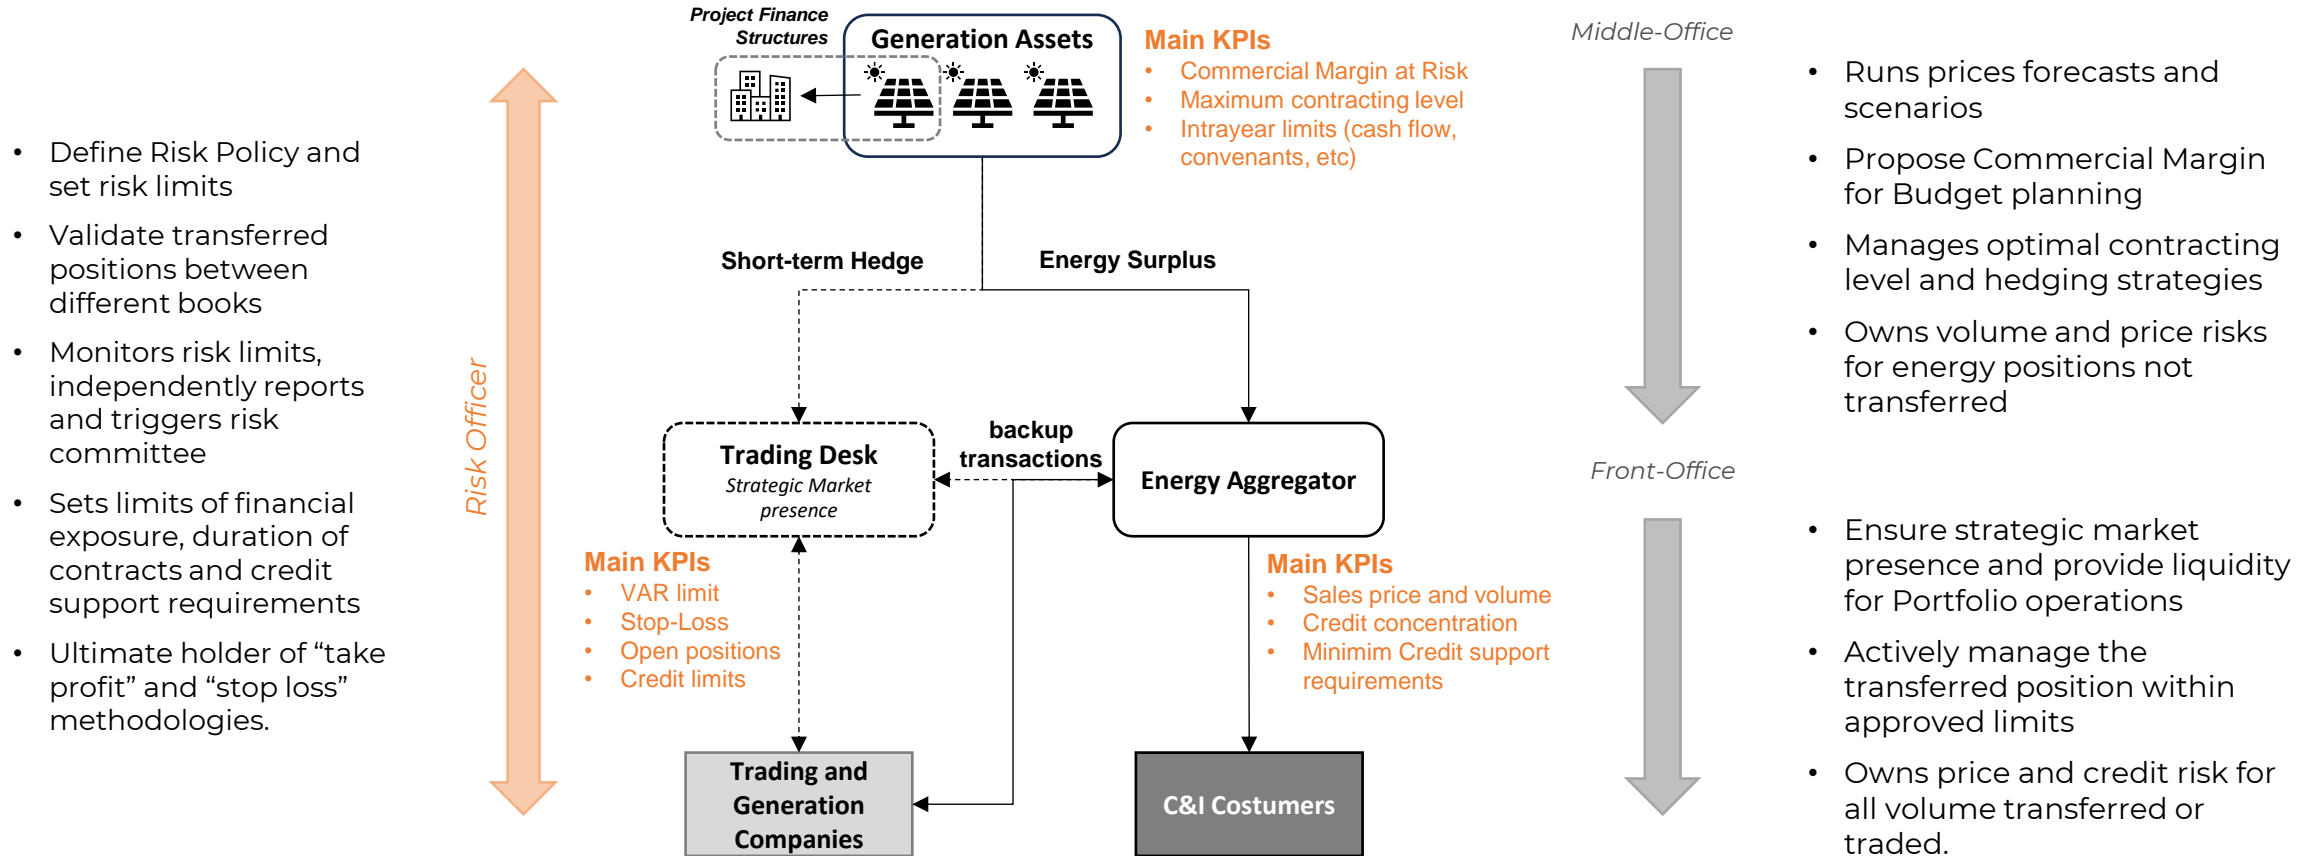 • Define Risk Policy and
set risk limits
• Validate transferred
positions between
different books
• Monitors risk limits,
independently reports
and triggers risk
committee
• Sets limits of financial
exposure, duration of
contracts and credit
support requirements
• Ultimate holder of “take
profit” and “stop loss”
methodologies.
Risk Officer
Project Finance
Structures
Generation Assets
Main KPIs
• Commercial Margin at Risk
• Maximum contracting level
• Intrayear limits (cash flow,
convenants, etc)
Short-term Hedge
Energy Surplus
Trading Desk
Strategic Market
presence
backup
transactions
Energy Aggregator
Main KPIs
• VAR limit
• Stop-Loss
• Open positions
• Credit limits
Main KPIs
• Sales price and volume
• Credit concentration
• Minimim Credit support
requirements
Trading and
Generation
Companies
C&I Costumers
Middle-Office
• Runs prices forecasts and
scenarios
• Propose Commercial Margin
for Budget planning
• Manages optimal contracting
level and hedging strategies
• Owns volume and price risks
for energy positions not
transferred
Front-Office
• Ensure strategic market
presence and provide liquidity
for Portfolio operations
• Actively manage the
transferred position within
approved limits
• Owns price and credit risk for
all volume transferred or
traded.